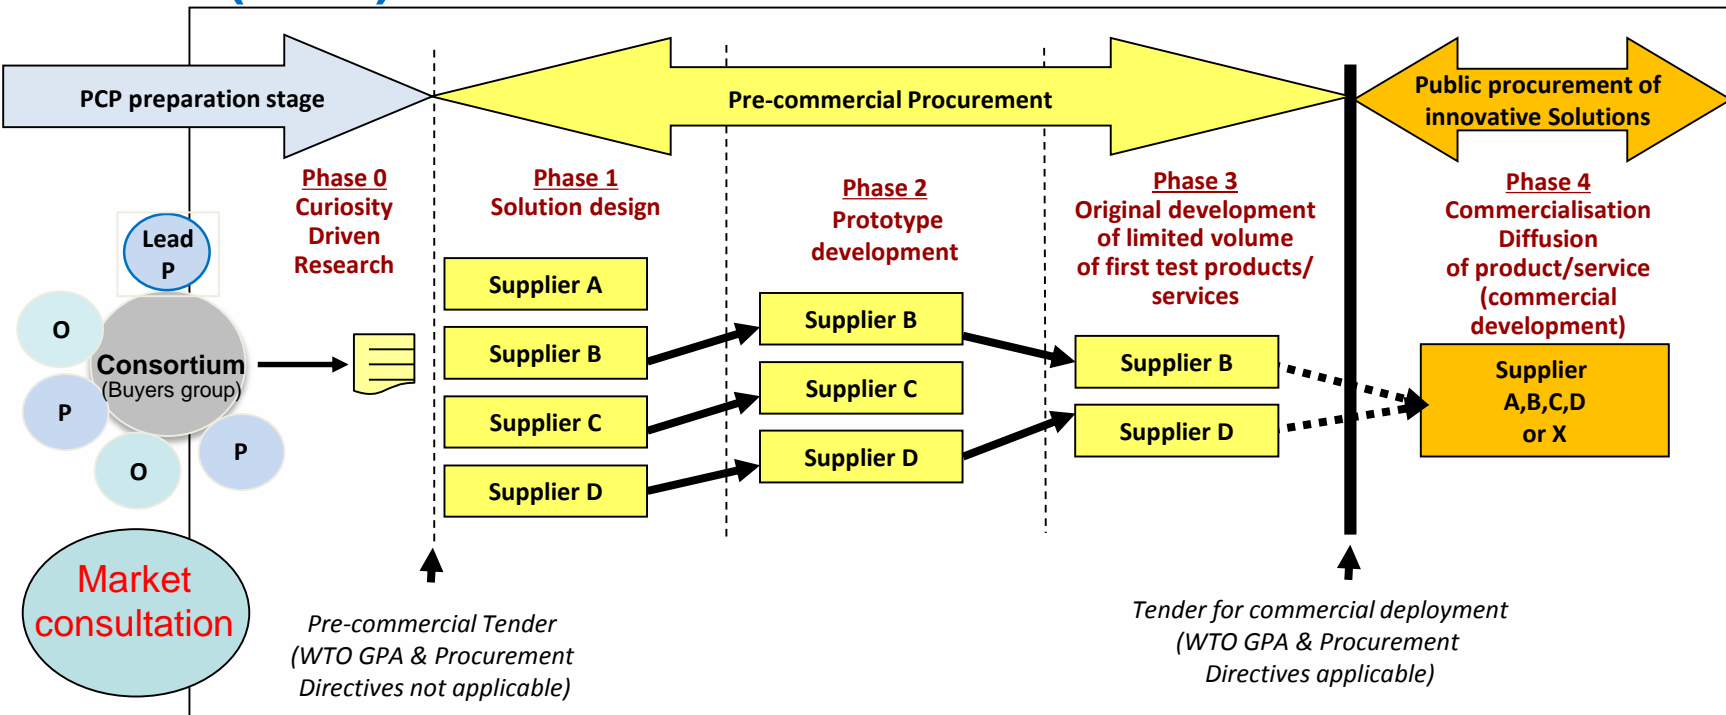 PCP preparation stage
Pre-commercial Procurement
Public procurement of
innovative Solutions
Phase 0
Curiosity
Driven
Research
Phase 1
Solution design
Phase 2
Prototype
development
Phase 3
Original development
of limited volume
of first test products/
services
Phase 4
Commercialisation
Diffusion
of product/service
(commercial
development)
Lead
P
O
Consortium
(Buyers group)
P
O
P
Supplier A
Supplier B
Supplier C
Supplier D
Supplier B
Supplier C
Supplier D
Supplier B
Supplier D
Supplier
A,B,C,D
or X
Market
consultation
Pre-commercial Tender
(WTO GPA & Procurement
Directives not applicable)
Tender for commercial deployment
(WTO GPA & Procurement
Directives applicable)